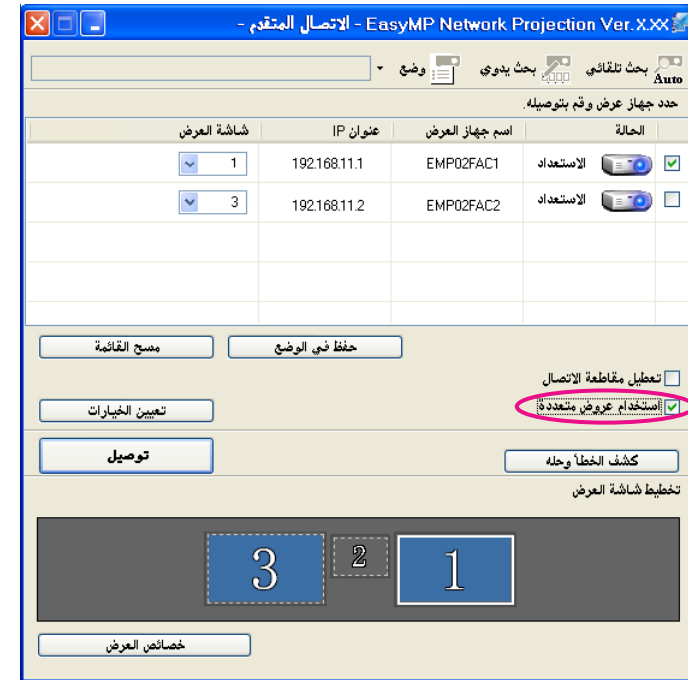 EasyMP Network Projection Ver.X.XX - الاتصال المتقدم -
Auto بحث تلقائي بحث يدوي وضع
حدد جهاز عرض وقم بتوصيله.
الحالة اسم جهاز العرض عنوان IP شاشة العرض
الاستعداد EMP02FAC1 192.168.11.1 1
الاستعداد EMP02FAC2 192.168.11.2 3
حفظ في الوضع مسح القائمة
تعطيل مقاطعة الاتصال
استخدام عروض متعددة تعيين الخيارات
كشف الخطأ وحله توصيل
تخطيط شاشة العرض
3 2 1
خصائص العرض